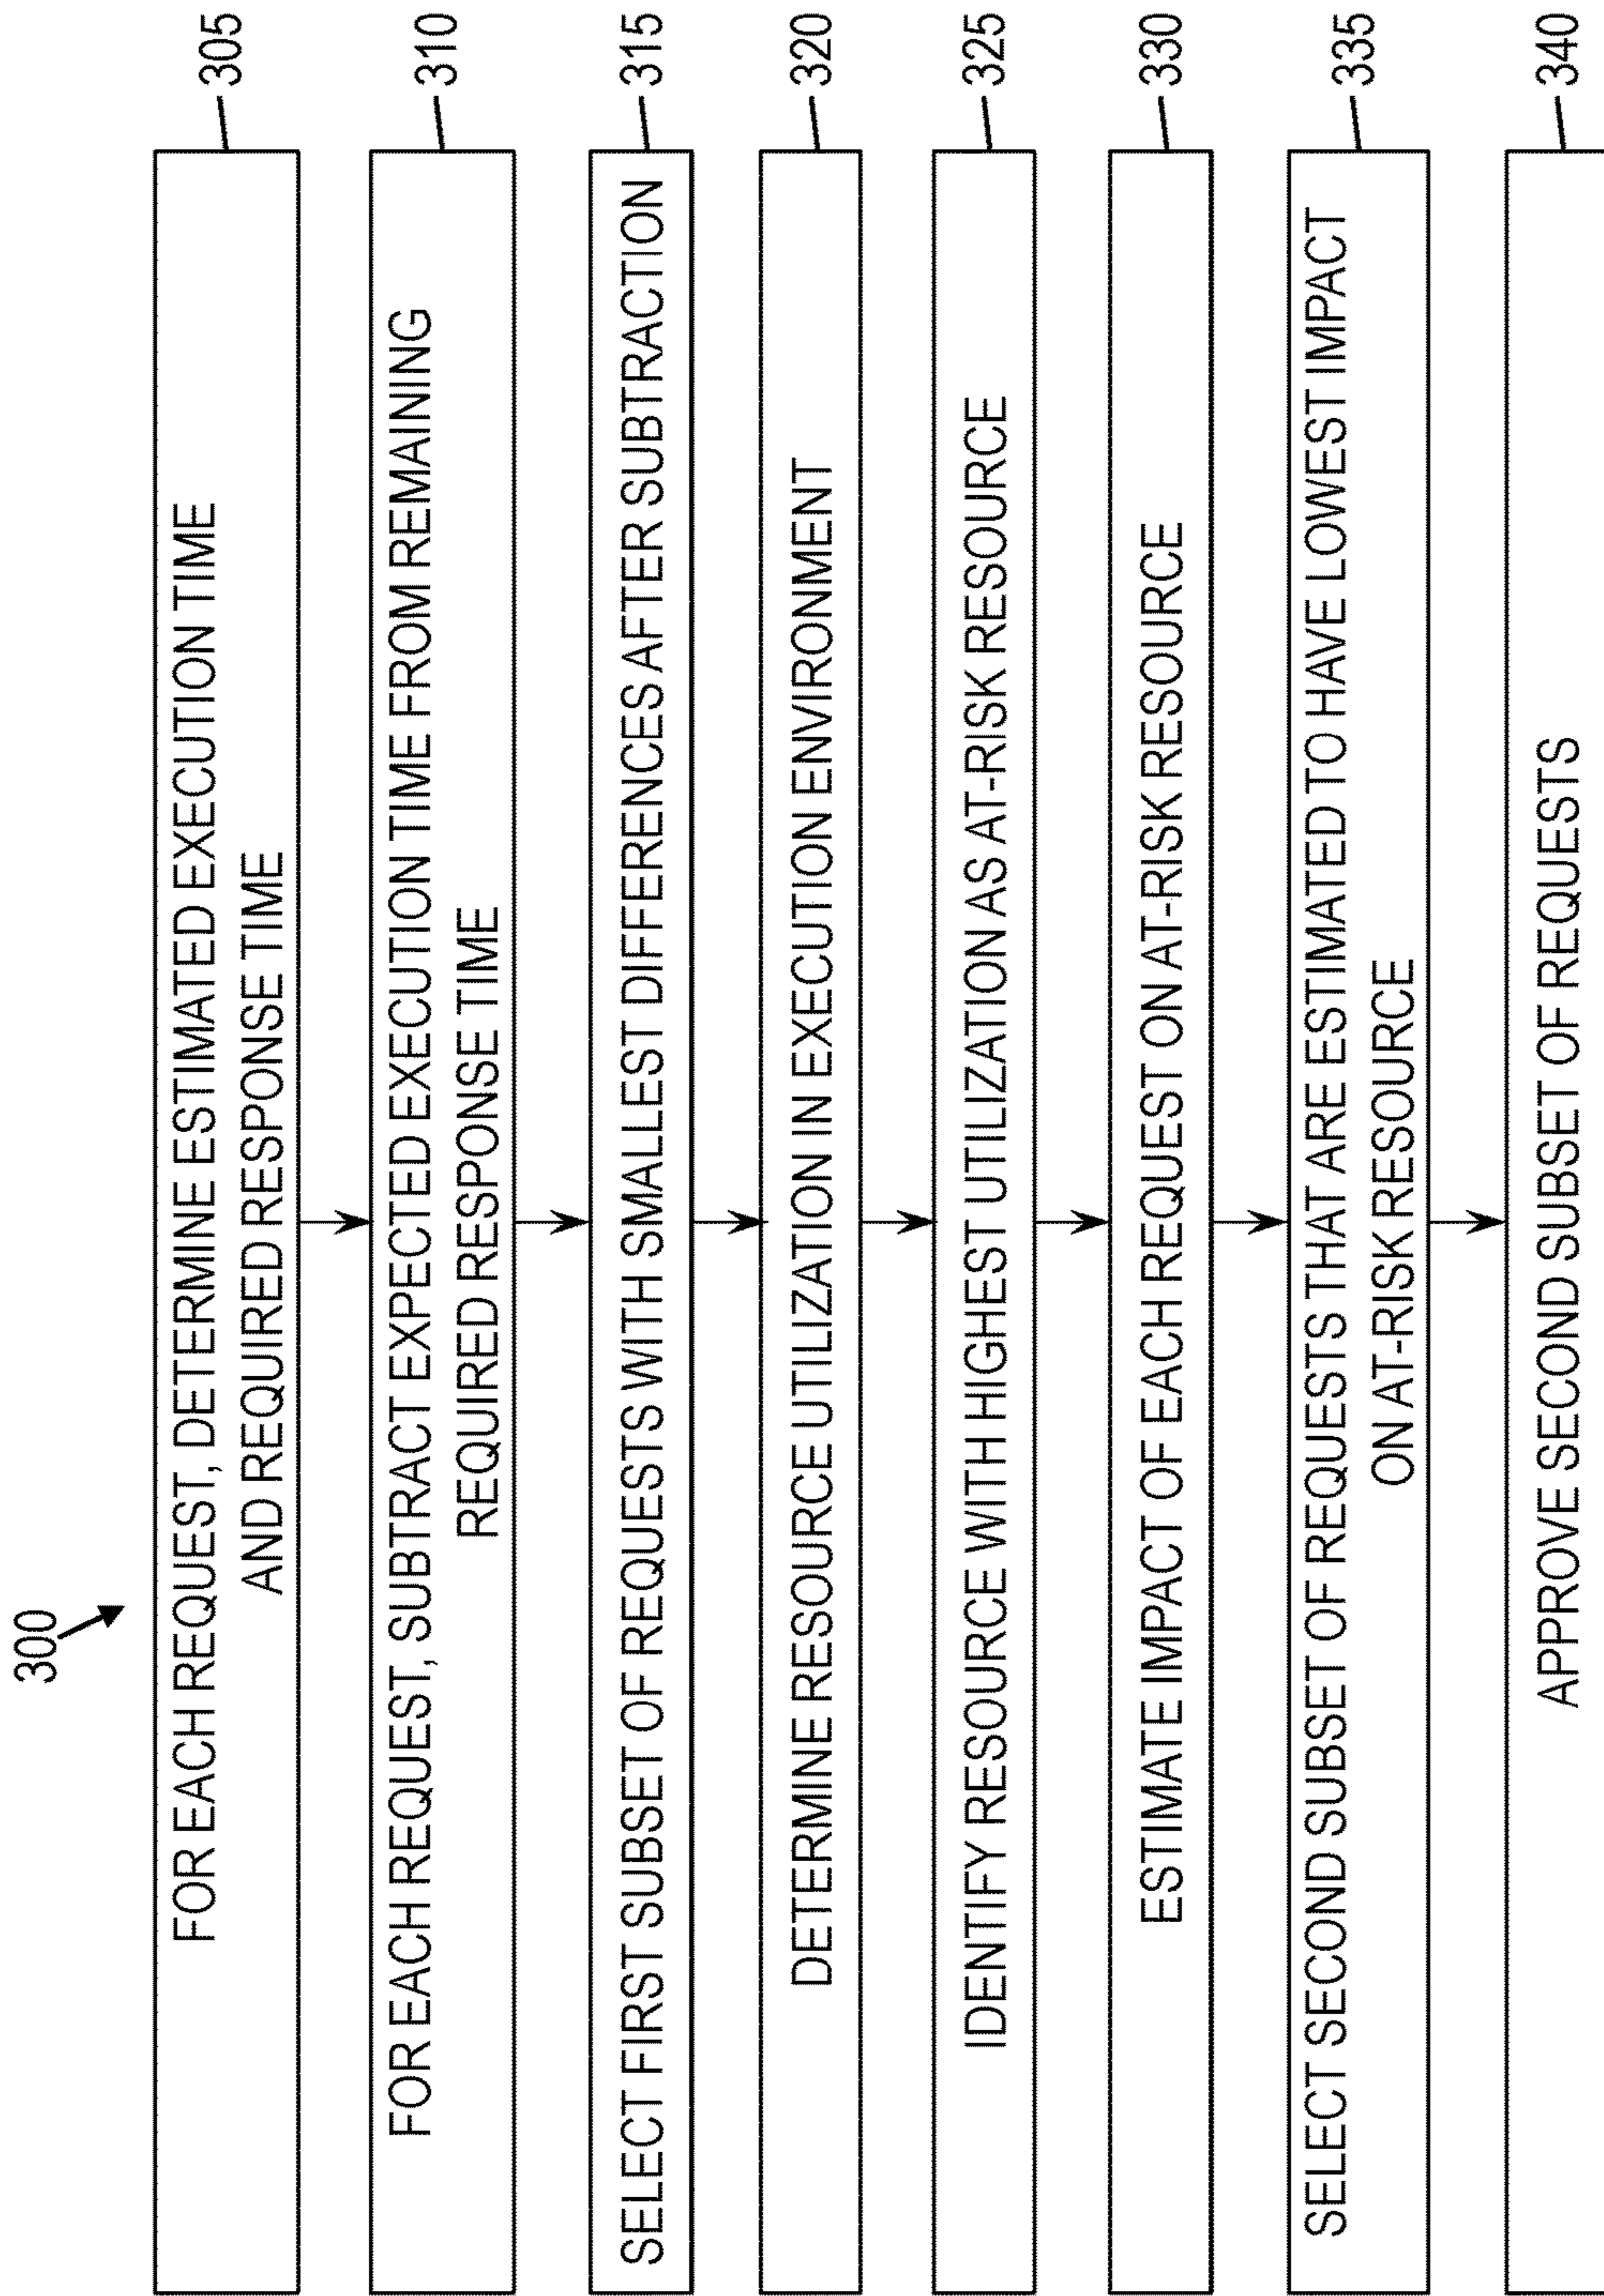 300
FOR EACH REQUEST, DETERMINE ESTIMATED EXECUTION TIME
AND REQUIRED RESPONSE TIME
305
FOR EACH REQUEST, SUBTRACT EXPECTED EXECUTION TIME FROM REMAINING
REQUIRED RESPONSE TIME
310
SELECT FIRST SUBSET OF REQUESTS WITH SMALLEST DIFFERENCES AFTER SUBTRACTION
315
DETERMINE RESOURCE UTILIZATION IN EXECUTION ENVIRONMENT
320
IDENTIFY RESOURCE WITH HIGHEST UTILIZATION AS AT-RISK RESOURCE
325
ESTIMATE IMPACT OF EACH REQUEST ON AT-RISK RESOURCE
330
SELECT SECOND SUBSET OF REQUESTS THAT ARE ESTIMATED TO HAVE LOWEST IMPACT
ON AT-RISK RESOURCE
335
APPROVE SECOND SUBSET OF REQUESTS
340